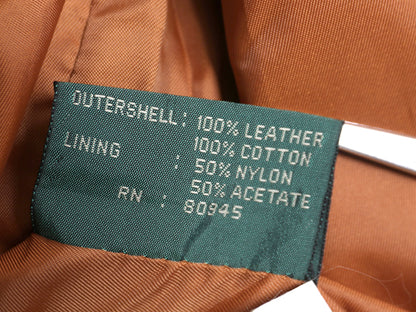 OUTERSHELL: 100% LEATHER
LINING : 100% COTTON
50% NYLON
50% ACETATE
RN : 80945